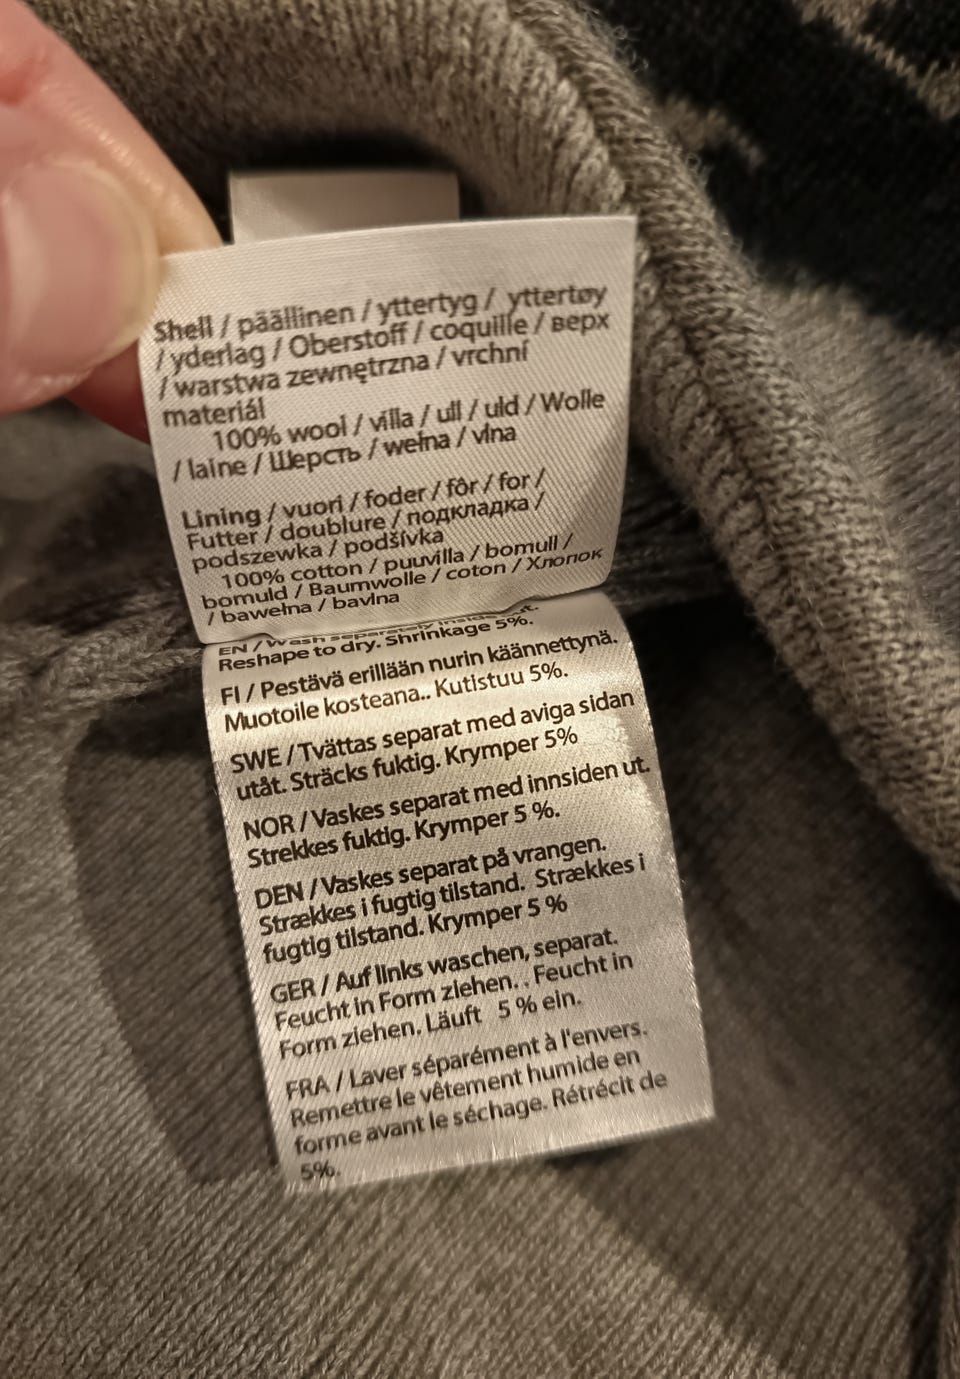 Shell / päällinen / yttertyg / yttertøy
/ yderlag / Oberstoff / coquille / верх
/ warstwa zewnętrzna / vrchní
materiál
100% wool / villa / ull / uld / Wolle
/ laine / Шерсть / wełna / vlna
Lining / vuori / foder / fôr / for /
Futter / doublure / подкладка /
podszewka / podšívka
100% cotton / puuvilla / bomull /
bomuld / Baumwolle / coton / Хлопок
/ bawełna / bavlna
EN / Wash separately inside out.
Reshape to dry. Shrinkage 5%.
FI / Pestävä erillään nurin käännettynä.
Muotoile kosteana.. Kutistuu 5%.
SWE / Tvättas separat med aviga sidan
utåt. Sträcks fuktig. Krymper 5%
NOR / Vaskes separat med innsiden ut.
Strekkes fuktig. Krymper 5 %.
DEN / Vaskes separat på vrangen.
Strækkes i fugtig tilstand. Strækkes i
fugtig tilstand. Krymper 5 %
GER / Auf links waschen, separat.
Feucht in Form ziehen. . Feucht in
Form ziehen. Läuft 5 % ein.
FRA / Laver séparément à l'envers.
Remettre le vêtement humide en
forme avant le séchage. Rétrécit de
5%.